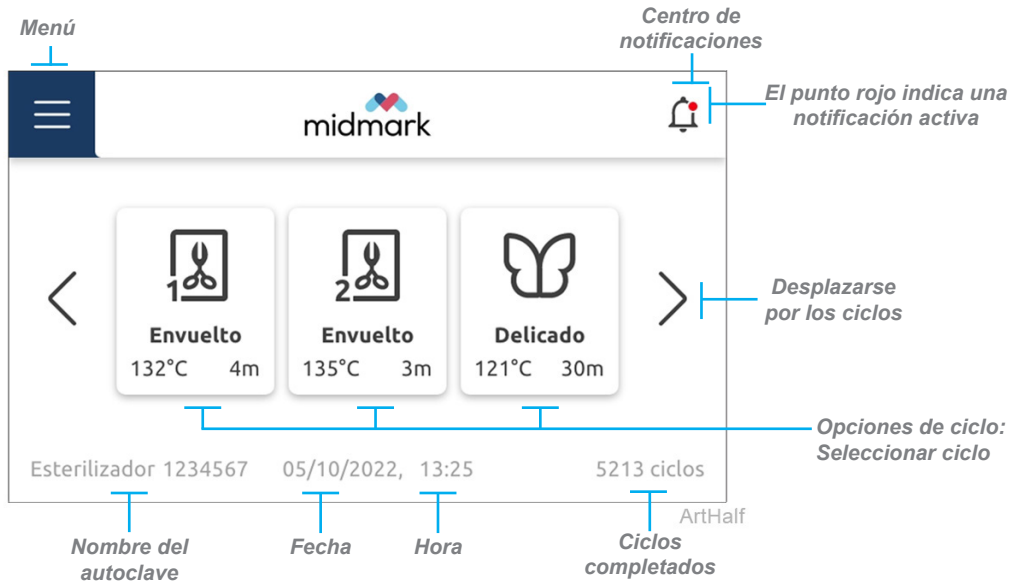 Menú
Centro de
notificaciones
El punto rojo indica una
notificación activa
midmark
1
2
Envuelto
132°C 4m
Envuelto
135°C 3m
Delicado
121°C 30m
Desplazarse
por los ciclos
Opciones de ciclo:
Seleccionar ciclo
Esterilizador 1234567 05/10/2022, 13:25 5213 ciclos
ArtHalf
Nombre del
autoclave
Fecha
Hora
Ciclos
completados